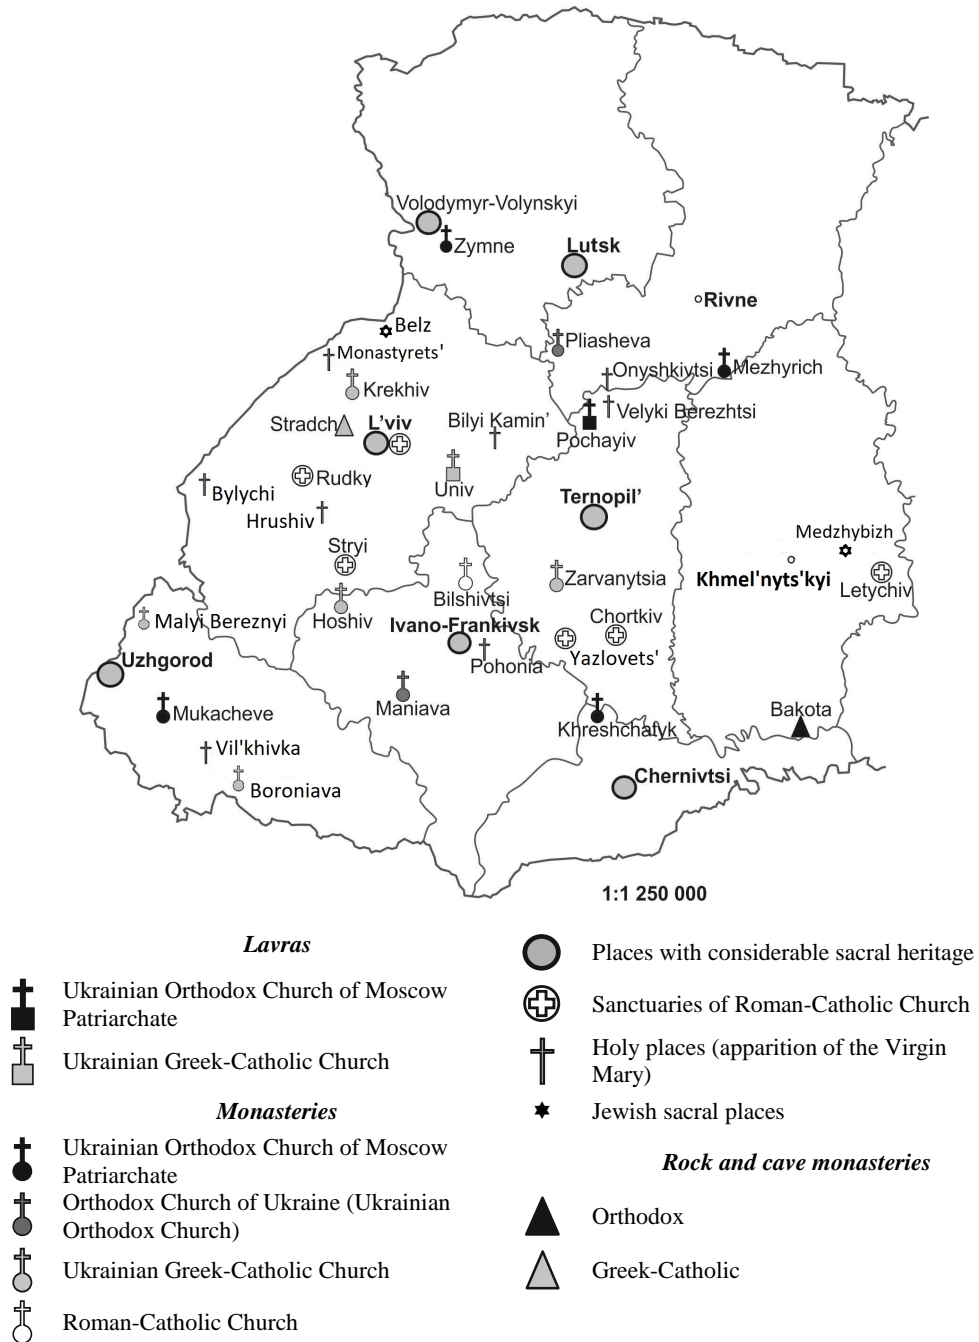 Volodymyr-Volynskyi
Zymne
Lutsk
Rivne
Belz
Pliasheva
Monastyrets'
Onyshkivtsi
Mezhyrich
Krekhiv
Velyki Berezhtsi
Stradch
L'viv
Bilyi Kamin'
Pochayiv
Rudky
Univ
Bylychi
Ternopil'
Hrushiv
Medzhybizh
Stryi
Khmel'nyts'kyi
Zarvanytsia
Letychiv
Bilshivtsi
Malyi Bereznyi
Hoshiv
Chortkiv
Ivano-Frankivsk
Yazlovets'
Uzhgorod
Pohonia
Maniava
Mukacheve
Bakota
Khreshchatyk
Vil'khivka
Chernivtsi
Boroniava
1:1 250 000
Lavras
Ukrainian Orthodox Church of Moscow
Patriarchate
Ukrainian Greek-Catholic Church
Monasteries
Ukrainian Orthodox Church of Moscow
Patriarchate
Orthodox Church of Ukraine (Ukrainian
Orthodox Church)
Ukrainian Greek-Catholic Church
Roman-Catholic Church
Places with considerable sacral heritage
Sanctuaries of Roman-Catholic Church
Holy places (apparition of the Virgin
Mary)
Jewish sacral places
Rock and cave monasteries
Orthodox
Greek-Catholic